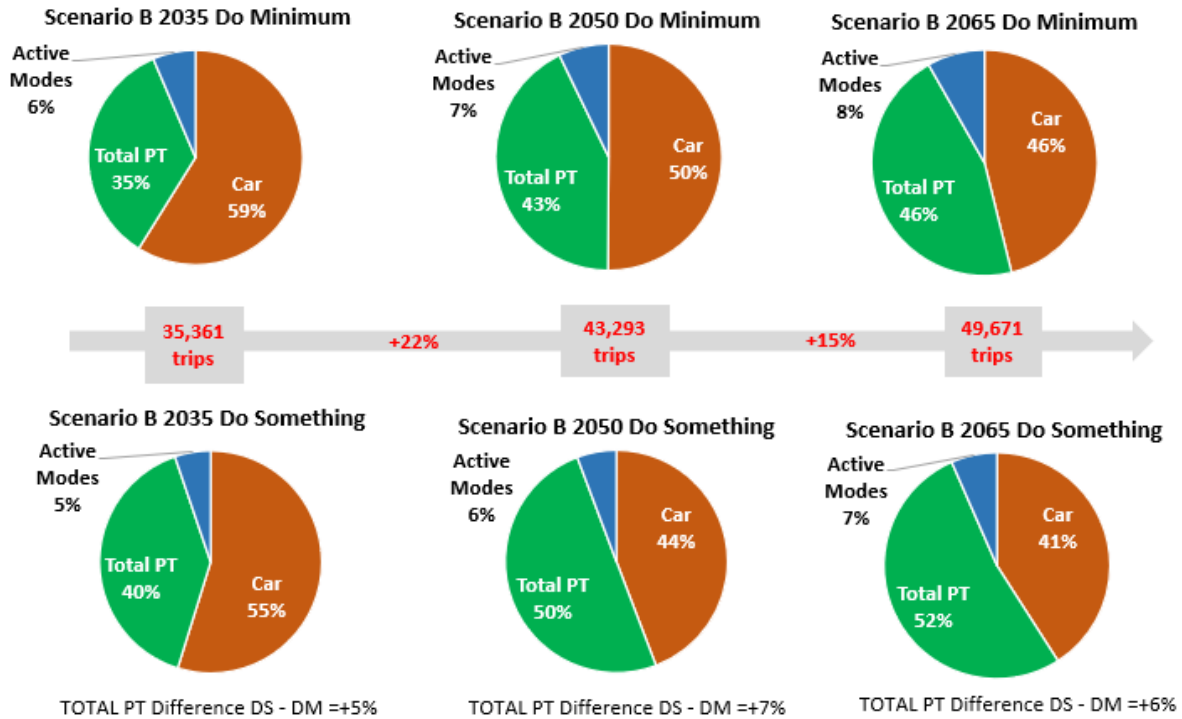 Scenario B 2035 Do Minimum
Active
Modes
6%
Total PT
35%
Car
59%
Scenario B 2050 Do Minimum
Active
Modes
7%
Total PT
43%
Car
50%
Scenario B 2065 Do Minimum
Active
Modes
8%
Total PT
46%
Car
46%
35,361
trips
+22%
43,293
trips
+15%
49,671
trips
Scenario B 2035 Do Something
Active
Modes
5%
Total PT
40%
Car
55%
TOTAL PT Difference DS - DM =+5%
Scenario B 2050 Do Something
Active
Modes
6%
Total PT
50%
Car
44%
TOTAL PT Difference DS - DM =+7%
Scenario B 2065 Do Something
Active
Modes
7%
Total PT
52%
Car
41%
TOTAL PT Difference DS - DM =+6%